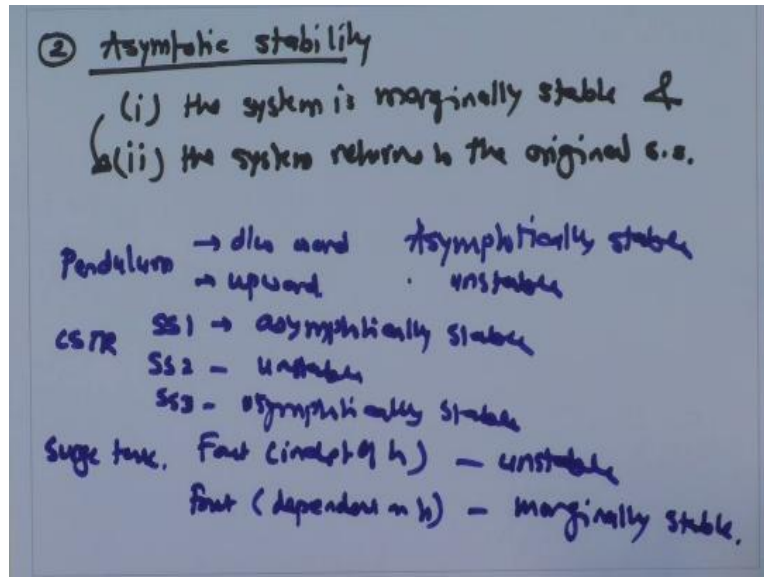 ② Asymptotic stability
(i) the system is marginally stable &
(ii) the system returns to the original s.s.
Pendulum → d/w ward Asymptotically stable
→ upward unstable
CSTR SS1 → asymptotically stable
SS2 - unstable
SS3 - asymptotically stable
Surge tank. Fout (indept of h) - unstable
Fout (dependent on h) - marginally stable.